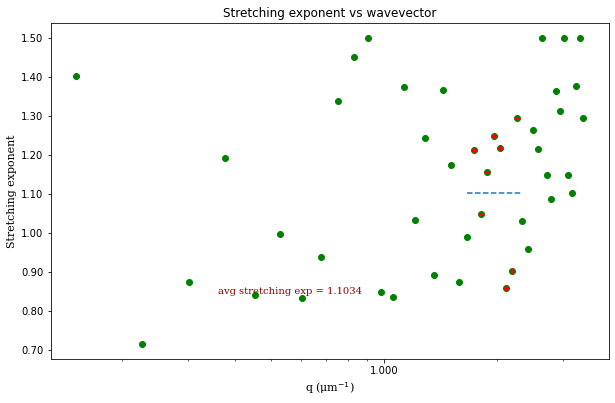 Stretching exponent vs wavevector
Stretching exponent
1.50
1.40
1.30
1.20
1.10
1.00
0.90
0.80
0.70
avg stretching exp = 1.1034
1.000
q (μm⁻¹)